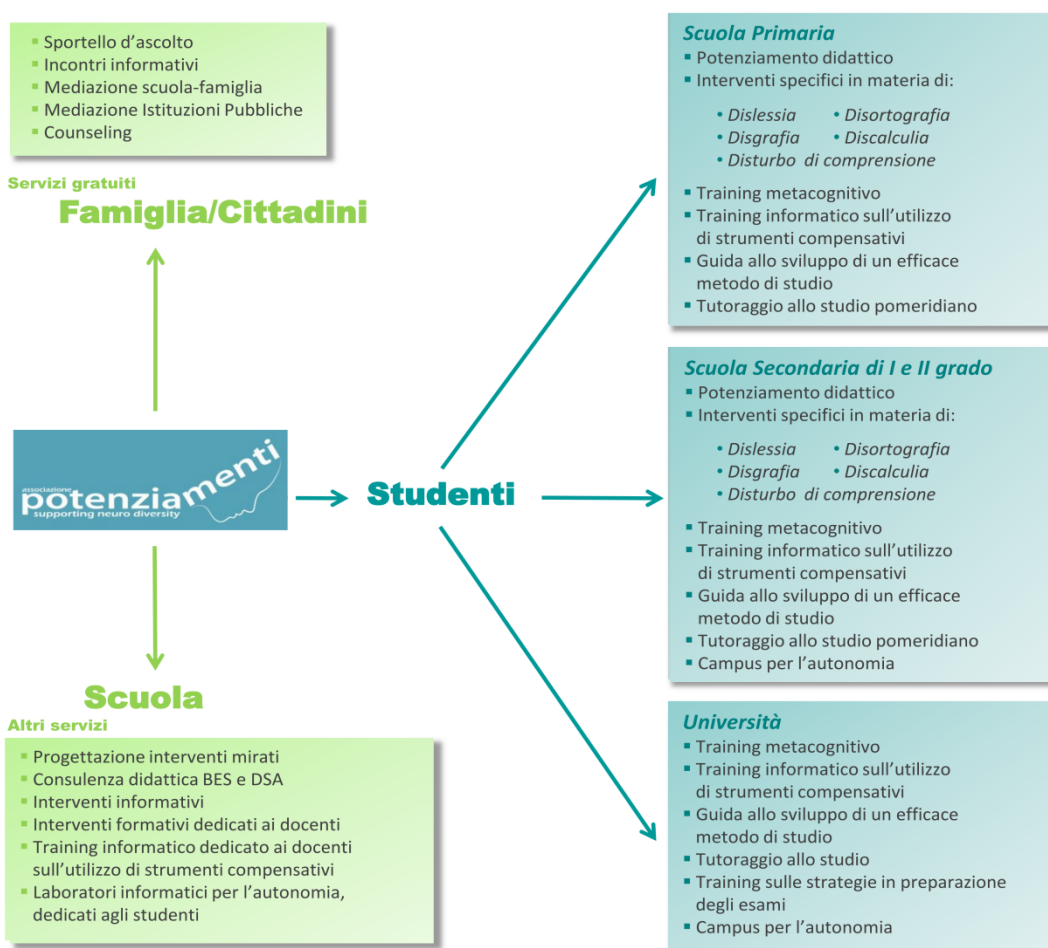 ▪ Sportello d'ascolto
▪ Incontri informativi
▪ Mediazione scuola-famiglia
▪ Mediazione Istituzioni Pubbliche
▪ Counseling
Servizi gratuiti
Famiglia/Cittadini
associazione
potenziamenti
supporting neuro diversity
Studenti
Scuola
Altri servizi
▪ Progettazione interventi mirati
▪ Consulenza didattica BES e DSA
▪ Interventi informativi
▪ Interventi formativi dedicati ai docenti
▪ Training informatico dedicato ai docenti
sull'utilizzo di strumenti compensativi
▪ Laboratori informatici per l'autonomia,
dedicati agli studenti
Scuola Primaria
▪ Potenziamento didattico
▪ Interventi specifici in materia di:
• Dislessia • Disortografia
• Disgrafia • Discalculia
• Disturbo di comprensione
▪ Training metacognitivo
▪ Training informatico sull'utilizzo
di strumenti compensativi
▪ Guida allo sviluppo di un efficace
metodo di studio
▪ Tutoraggio allo studio pomeridiano
Scuola Secondaria di I e II grado
▪ Potenziamento didattico
▪ Interventi specifici in materia di:
• Dislessia • Disortografia
• Disgrafia • Discalculia
• Disturbo di comprensione
▪ Training metacognitivo
▪ Training informatico sull'utilizzo
di strumenti compensativi
▪ Guida allo sviluppo di un efficace
metodo di studio
▪ Tutoraggio allo studio pomeridiano
▪ Campus per l'autonomia
Università
▪ Training metacognitivo
▪ Training informatico sull'utilizzo
di strumenti compensativi
▪ Guida allo sviluppo di un efficace
metodo di studio
▪ Tutoraggio allo studio
▪ Training sulle strategie in preparazione
degli esami
▪ Campus per l'autonomia